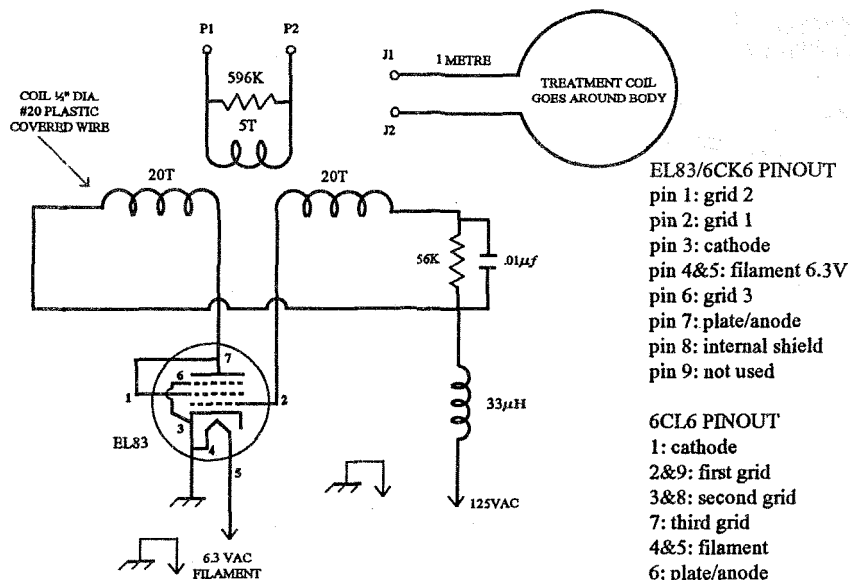 P1
P2
596K
5T
J1
1 METRE
J2
TREATMENT COIL
GOES AROUND BODY
COIL ½" DIA.
#20 PLASTIC
COVERED WIRE
20T
20T
56K
.01µf
33µH
125VAC
7
6
1
2
3
4
5
EL83
6.3 VAC
FILAMENT
EL83/6CK6 PINOUT
pin 1: grid 2
pin 2: grid 1
pin 3: cathode
pin 4&5: filament 6.3V
pin 6: grid 3
pin 7: plate/anode
pin 8: internal shield
pin 9: not used
6CL6 PINOUT
1: cathode
2&9: first grid
3&8: second grid
7: third grid
4&5: filament
6: plate/anode